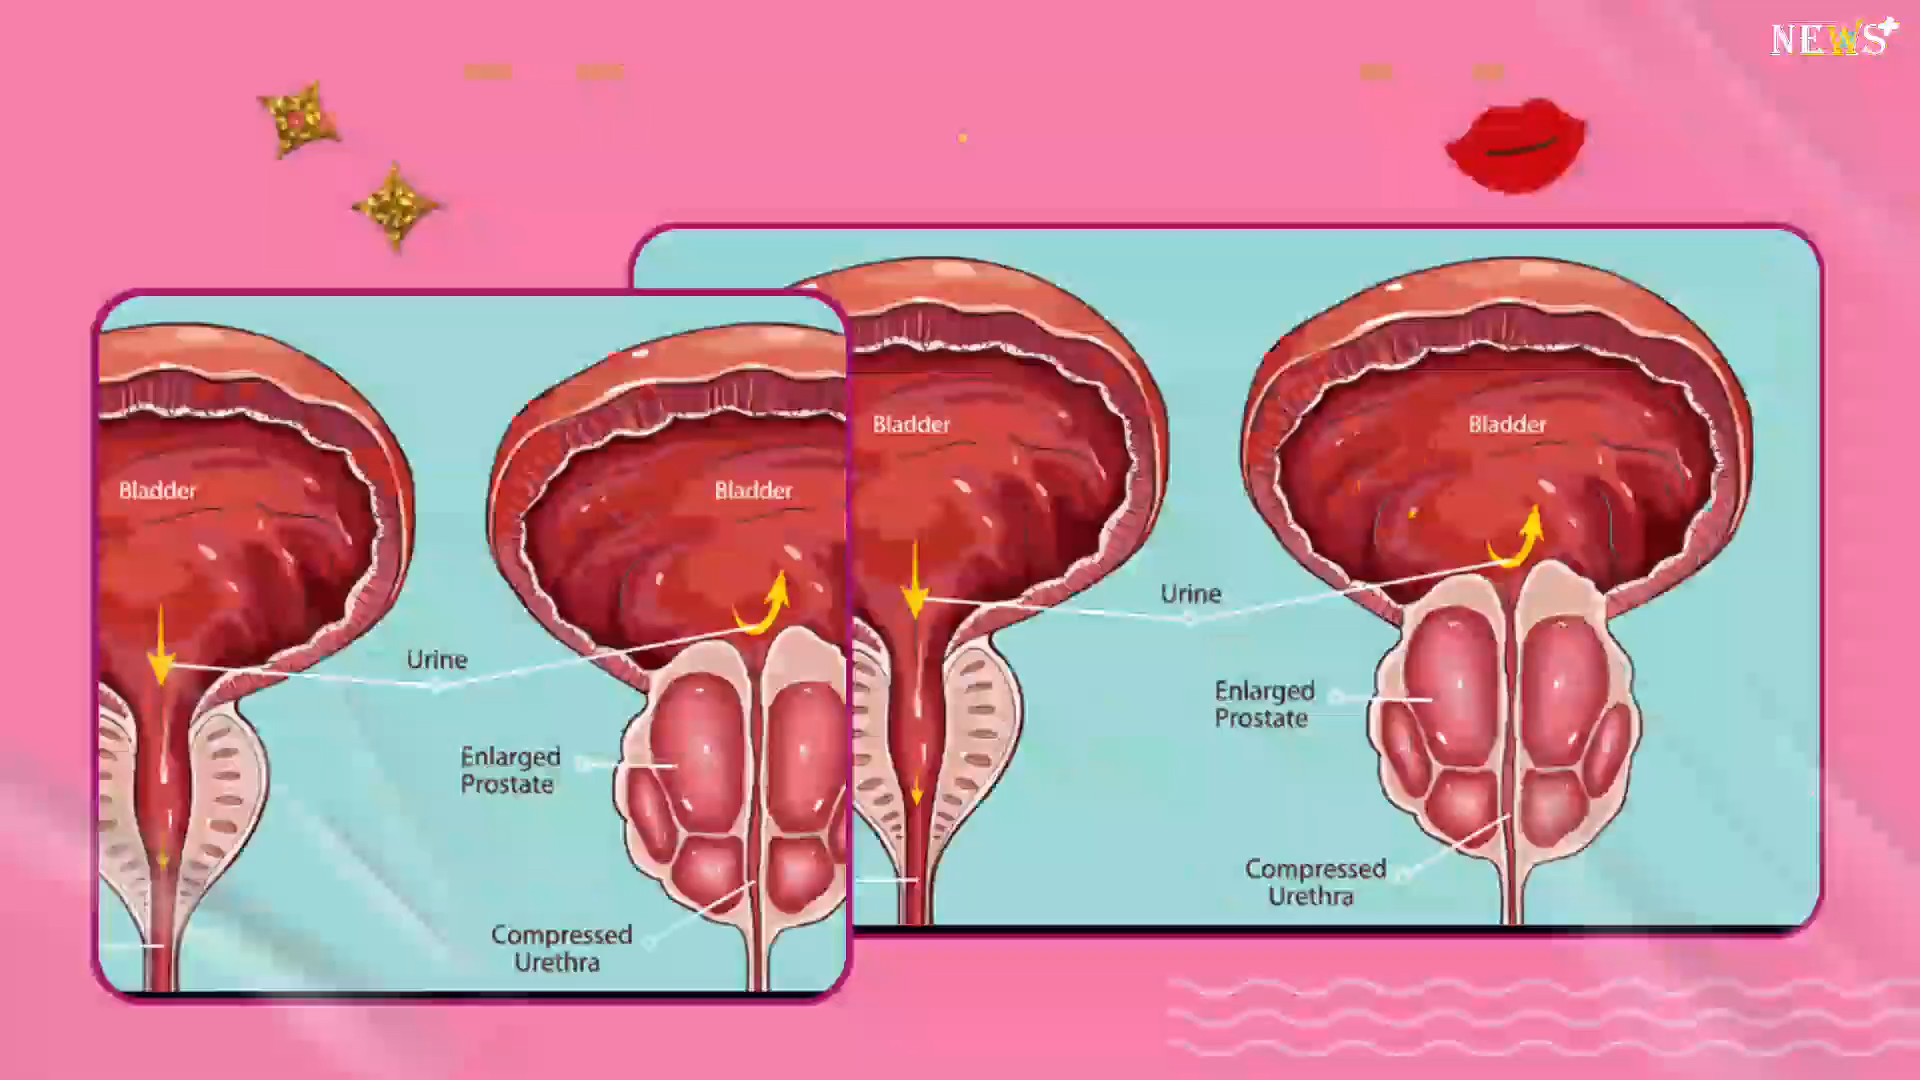 NEWS+
Bladder
Bladder
Urine
Enlarged
Prostate
Compressed
Urethra
Bladder
Bladder
Urine
Enlarged
Prostate
Compressed
Urethra